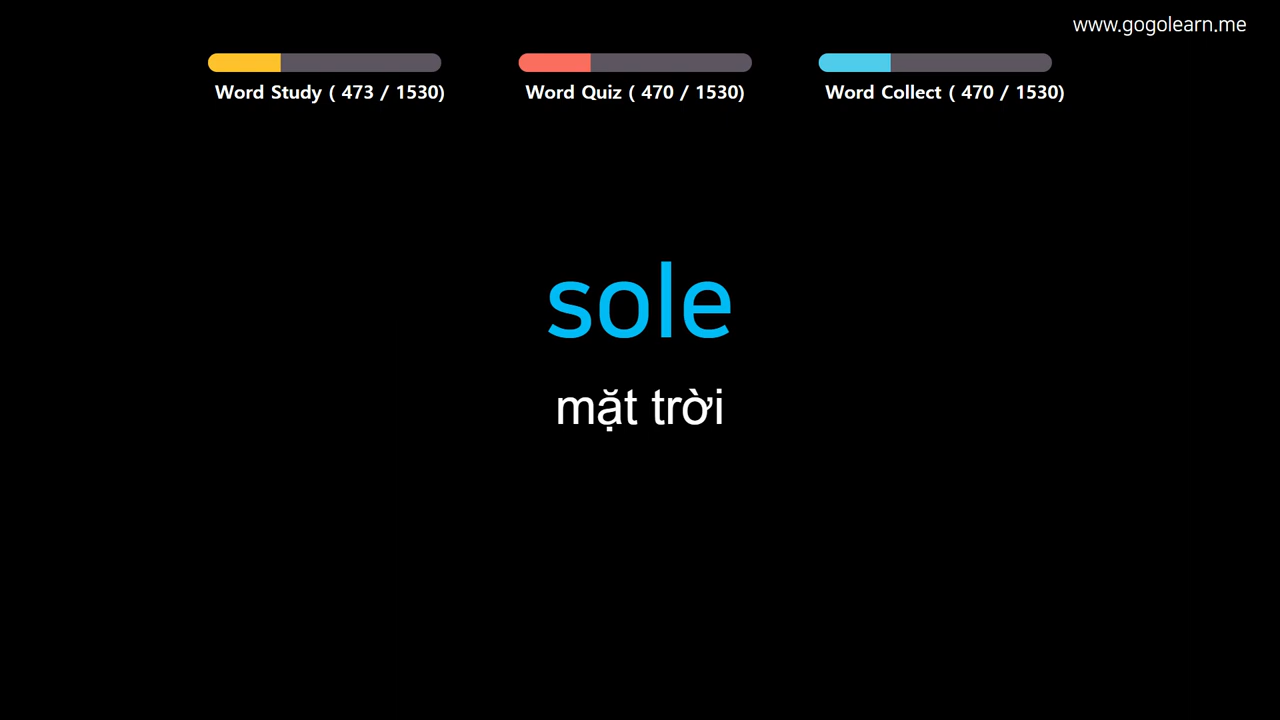 www.gogolearn.me
Word Study ( 473 / 1530)
Word Quiz ( 470 / 1530)
Word Collect ( 470 / 1530)
sole
mặt trời